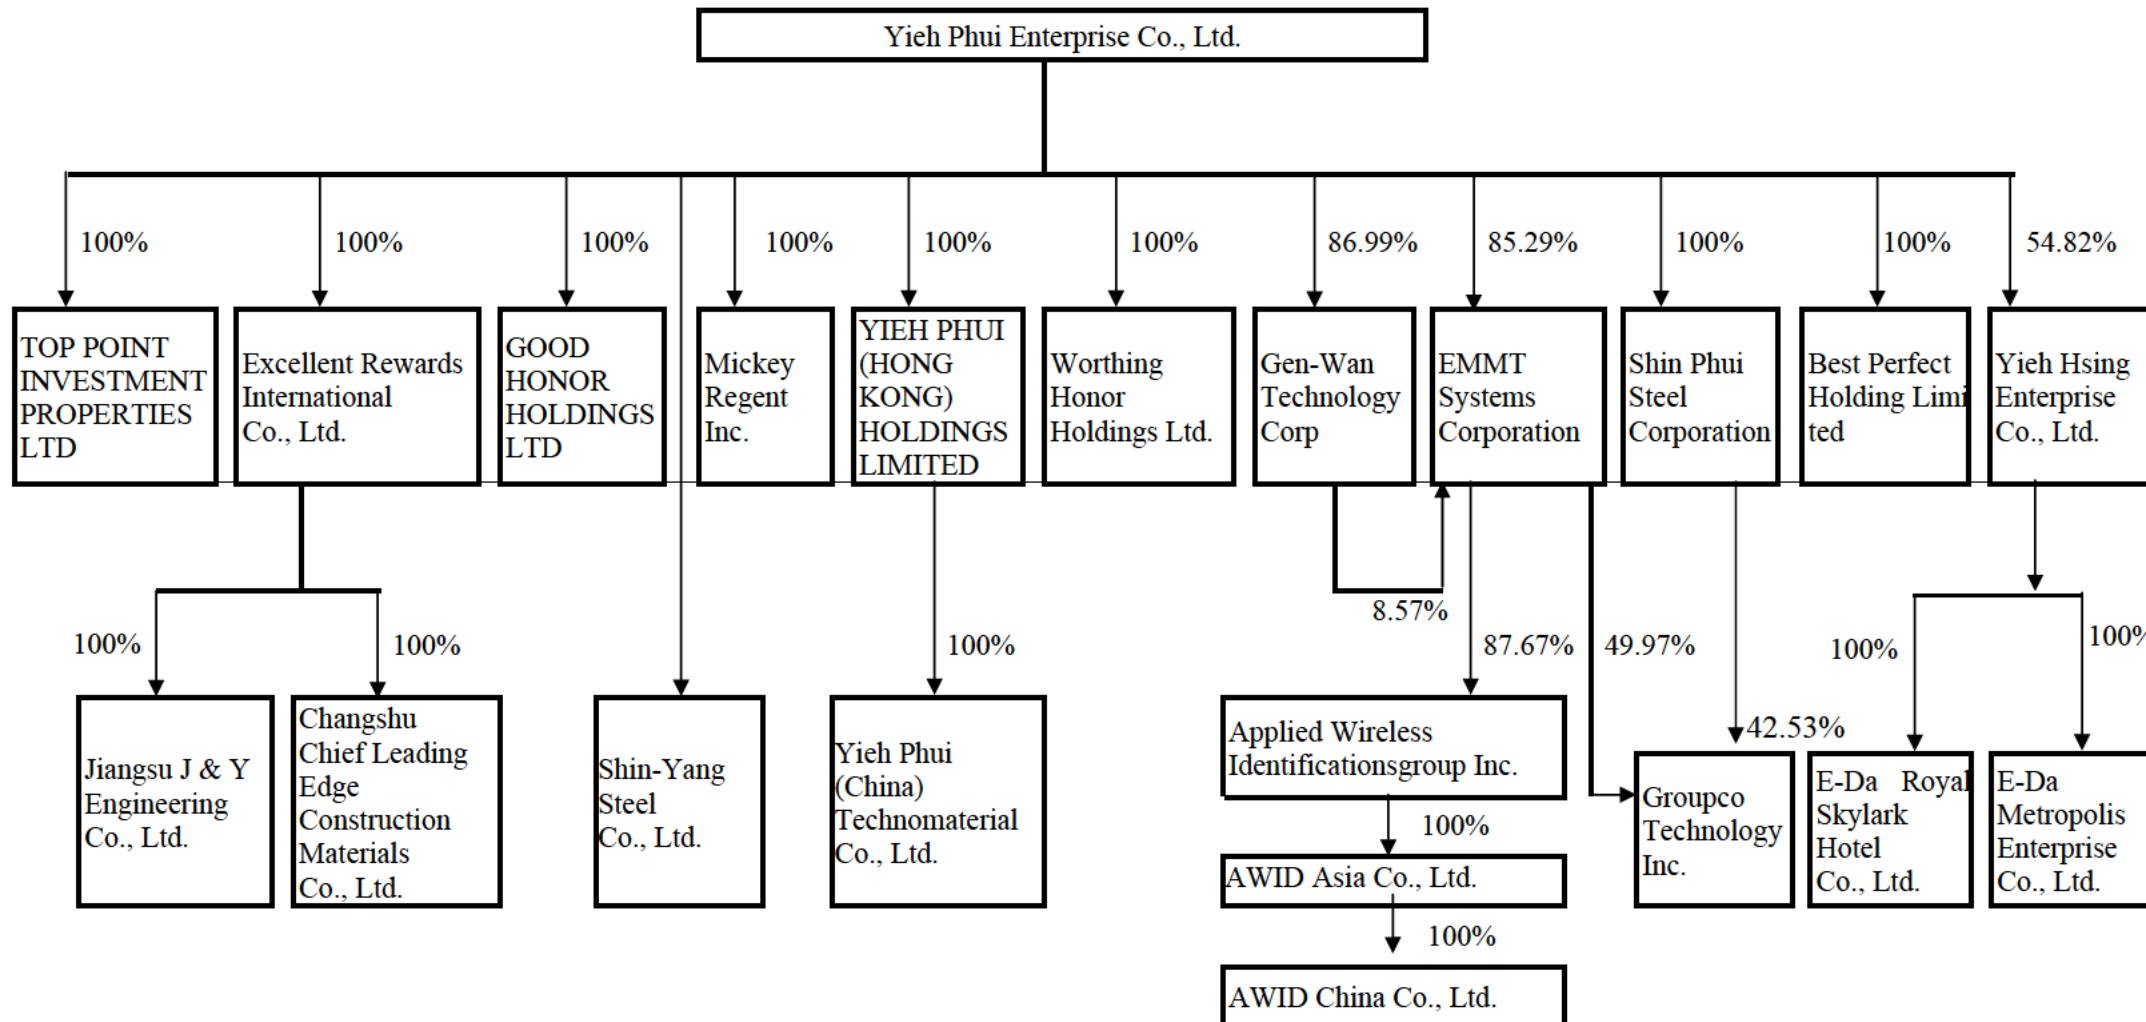 Yieh Phui Enterprise Co., Ltd.
100%
100%
100%
100%
100%
100%
86.99%
85.29%
100%
100%
54.82%
TOP POINT
INVESTMENT
PROPERTIES
LTD
Excellent Rewards
International
Co., Ltd.
GOOD
HONOR
HOLDINGS
LTD
Mickey
Regent
Inc.
YIEH PHUI
(HONG
KONG)
HOLDINGS
LIMITED
Worthing
Honor
Holdings Ltd.
Gen-Wan
Technology
Corp
EMMT
Systems
Corporation
Shin Phui
Steel
Corporation
Best Perfect
Holding Limi
ted
Yieh Hsing
Enterprise
Co., Ltd.
8.57%
100%
100%
100%
87.67%
49.97%
42.53%
100%
100%
Jiangsu J & Y
Engineering
Co., Ltd.
Changshu
Chief Leading
Edge
Construction
Materials
Co., Ltd.
Shin-Yang
Steel
Co., Ltd.
Yieh Phui
(China)
Technomaterial
Co., Ltd.
Applied Wireless
Identificationsgroup Inc.
100%
AWID Asia Co., Ltd.
100%
AWID China Co., Ltd.
Groupco
Technology
Inc.
E-Da Royal
Skylark
Hotel
Co., Ltd.
E-Da
Metropolis
Enterprise
Co., Ltd.